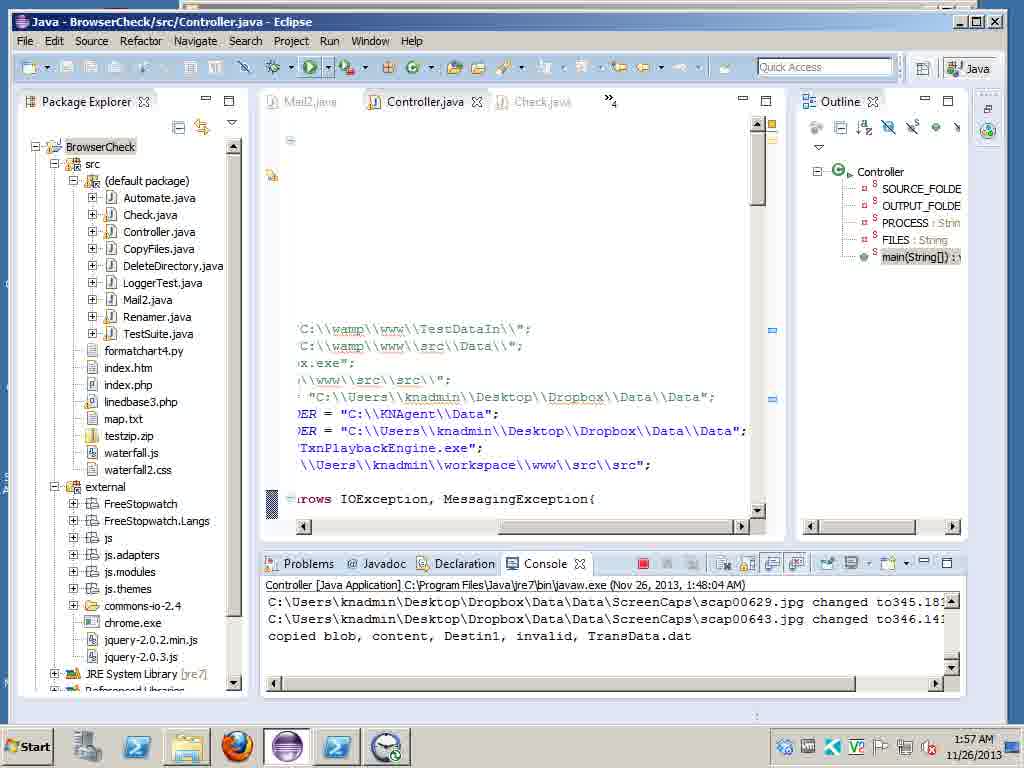 Java - BrowserCheck/src/Controller.java - Eclipse
File Edit Source Refactor Navigate Search Project Run Window Help
Quick Access
Java
Package Explorer
BrowserCheck
src
(default package)
Automate.java
Check.java
Controller.java
CopyFiles.java
DeleteDirectory.java
LoggerTest.java
Mail2.java
Renamer.java
TestSuite.java
formatchart4.py
index.htm
index.php
linedbase3.php
map.txt
testzip.zip
waterfall.js
waterfall2.css
external
FreeStopwatch
FreeStopwatch.Langs
js
js.adapters
js.modules
js.themes
commons-io-2.4
chrome.exe
jquery-2.0.2.min.js
jquery-2.0.3.js
JRE System Library [jre7]
Referenced Libraries
Mail2.java Controller.java Check.java »4
'C:\\wamp\\www\\TestDataIn\\";
'C:\\wamp\\www\\src\\Data\\";
x.exe";
\\www\\src\\src\\";
= "C:\\Users\\knadmin\\Desktop\\Dropbox\\Data\\Data";
DER = "C:\\KNAgent\\Data";
DER = "C:\\Users\\knadmin\\Desktop\\Dropbox\\Data\\Data";
TxnPlaybackEngine.exe";
\\Users\\knadmin\\workspace\\www\\src\\src";
rows IOException, MessagingException{
Outline
Controller
SOURCE_FOLDE
OUTPUT_FOLDE
PROCESS : Strin
FILES : String
main(String[]) : v
Problems @ Javadoc Declaration Console
Controller [Java Application] C:\Program Files\Java\jre7\bin\javaw.exe (Nov 26, 2013, 1:48:04 AM)
C:\Users\knadmin\Desktop\Dropbox\Data\Data\ScreenCaps\scap00629.jpg changed to345.181
C:\Users\knadmin\Desktop\Dropbox\Data\Data\ScreenCaps\scap00643.jpg changed to346.141
copied blob, content, Destin1, invalid, TransData.dat
Start
1:57 AM
11/26/2013